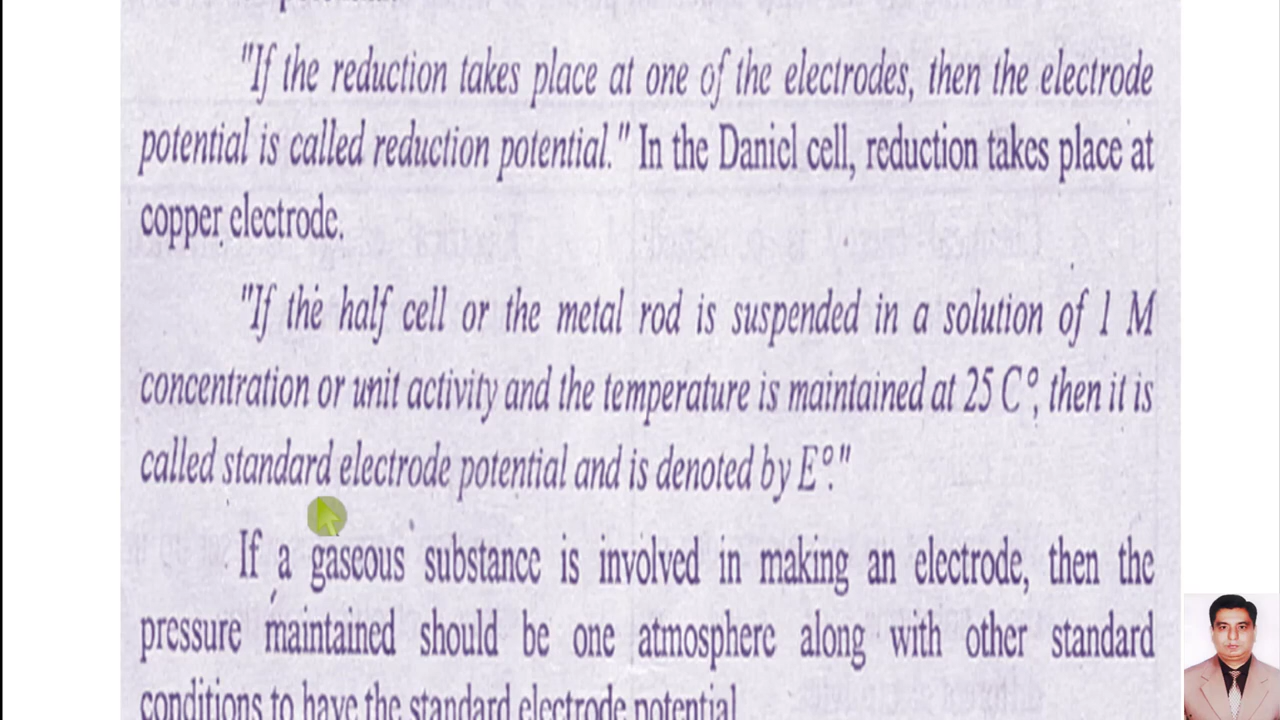 "If the reduction takes place at one of the electrodes, then the electrode
potential is called reduction potential." In the Daniel cell, reduction takes place at
copper electrode.
"If the half cell or the metal rod is suspended in a solution of 1 M
concentration or unit activity and the temperature is maintained at 25 C°, then it is
called standard electrode potential and is denoted by E°."
If a gaseous substance is involved in making an electrode, then the
pressure maintained should be one atmosphere along with other standard
conditions to have the standard electrode potential